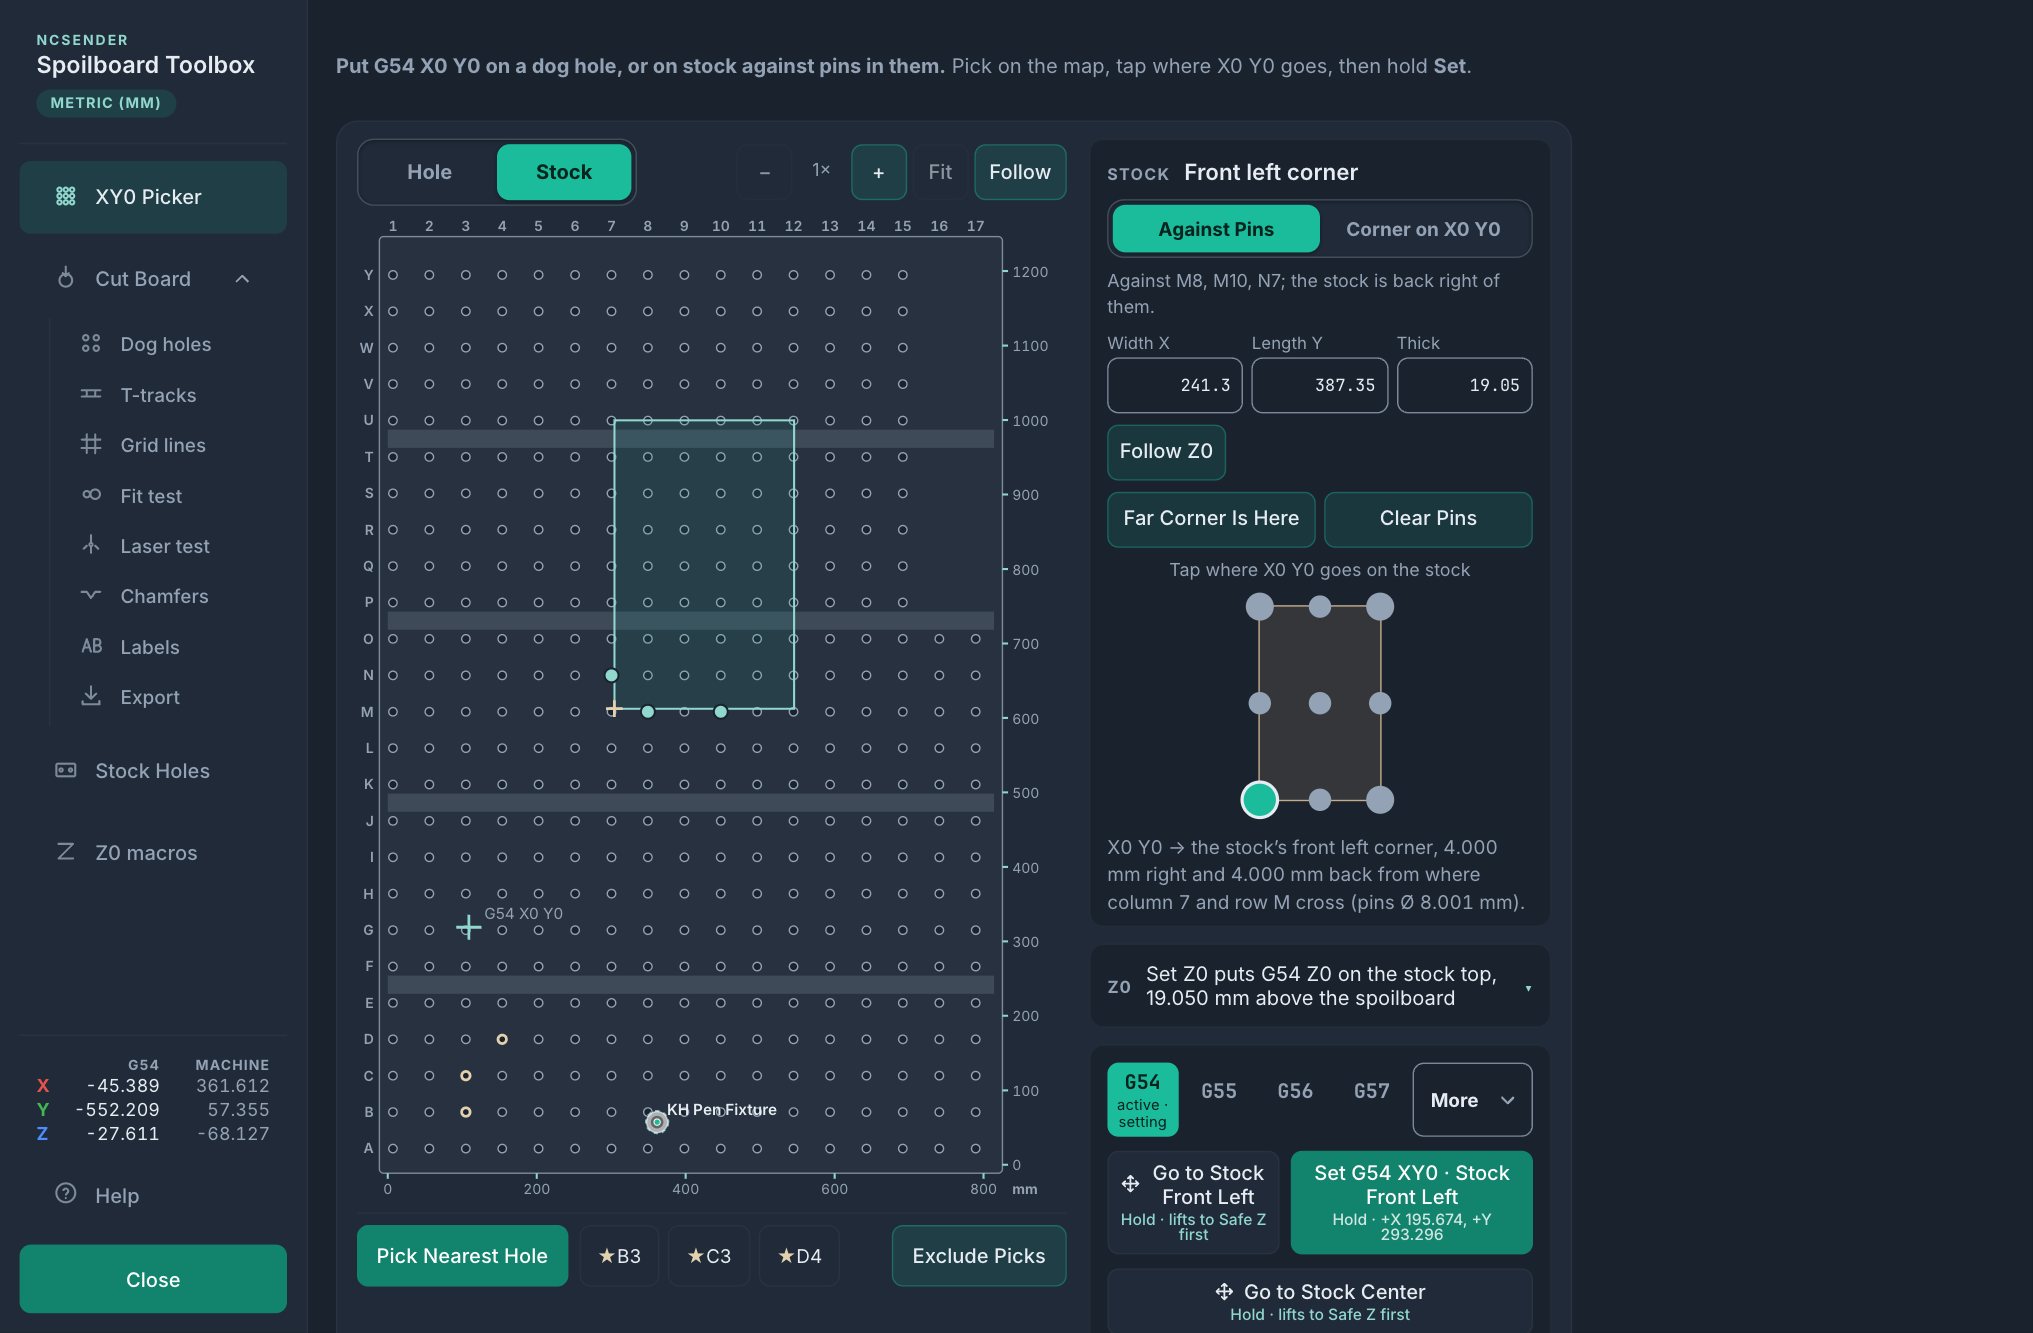 NCSENDER
Spoilboard Toolbox
METRIC (MM)
XY0 Picker
Cut Board
Dog holes
T-tracks
Grid lines
Fit test
Laser test
Chamfers
AB Labels
Export
Stock Holes
Z0 macros
G54 MACHINE
X -45.389 361.612
Y -552.209 57.355
Z -27.611 -68.127
Help
Close
Put G54 X0 Y0 on a dog hole, or on stock against pins in them. Pick on the map, tap where X0 Y0 goes, then hold Set.
Hole Stock − 1× + Fit Follow
1 2 3 4 5 6 7 8 9 10 11 12 13 14 15 16 17
Y 1200
X
W 1100
V
U 1000
T
S 900
R
Q 800
P
O 700
N
M 600
L
K 500
J
I 400
H
G54 X0 Y0
G 300
F
E 200
D
C 100
B KH Pen Fixture
A 0
0 200 400 600 800 mm
Pick Nearest Hole ★B3 ★C3 ★D4 Exclude Picks
STOCK Front left corner
Against Pins Corner on X0 Y0
Against M8, M10, N7; the stock is back right of
them.
Width X Length Y Thick
241.3 387.35 19.05
Follow Z0
Far Corner Is Here Clear Pins
Tap where X0 Y0 goes on the stock
X0 Y0 → the stock’s front left corner, 4.000
mm right and 4.000 mm back from where
column 7 and row M cross (pins Ø 8.001 mm).
Z0 Set Z0 puts G54 Z0 on the stock top,
19.050 mm above the spoilboard
G54 G55 G56 G57 More
active ·
setting
Go to Stock
Front Left
Hold · lifts to Safe Z
first
Set G54 XY0 · Stock
Front Left
Hold · +X 195.674, +Y
293.296
Go to Stock Center
Hold · lifts to Safe Z first